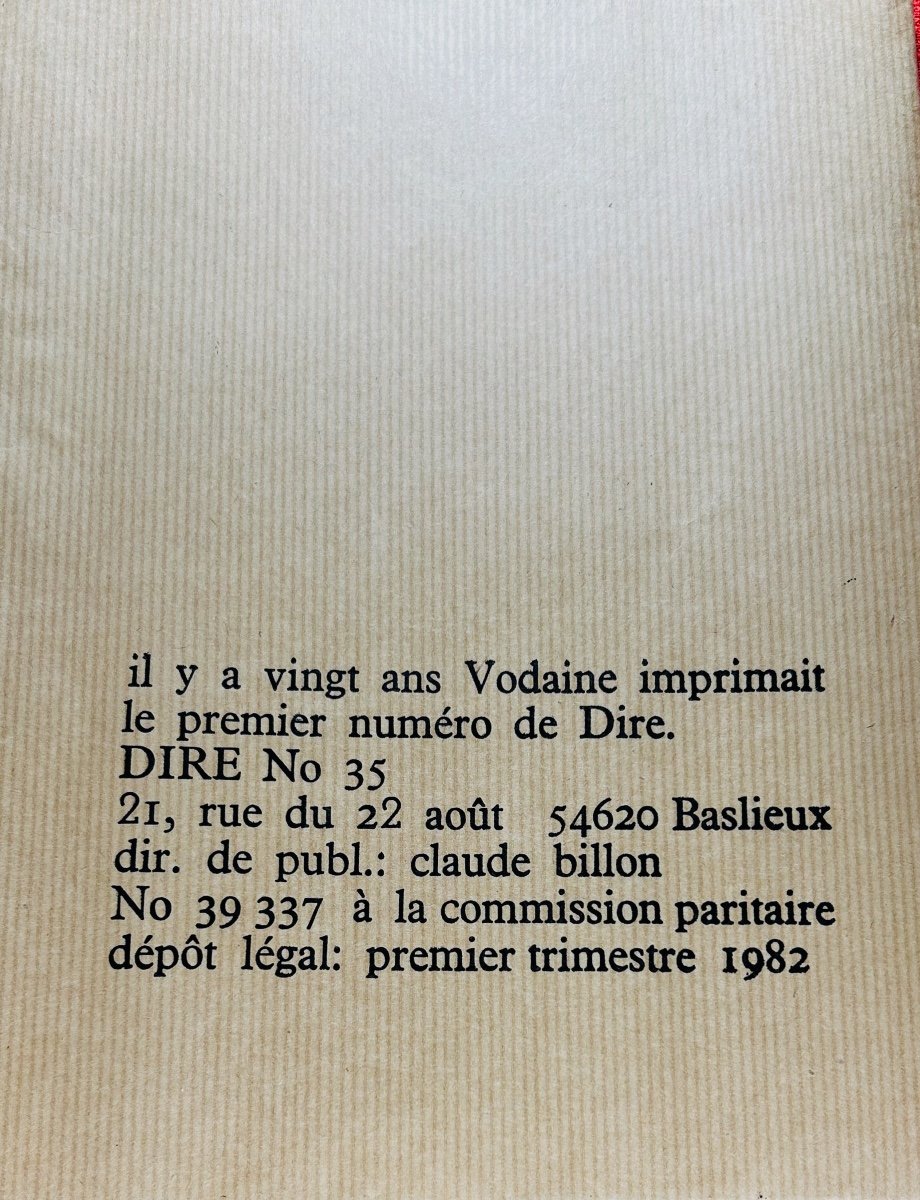 il y a vingt ans Vodaine imprimait
le premier numéro de Dire.
DIRE No 35
21, rue du 22 août 54620 Baslieux
dir. de publ.: claude billon
No 39 337 à la commission paritaire
dépôt légal: premier trimestre 1982